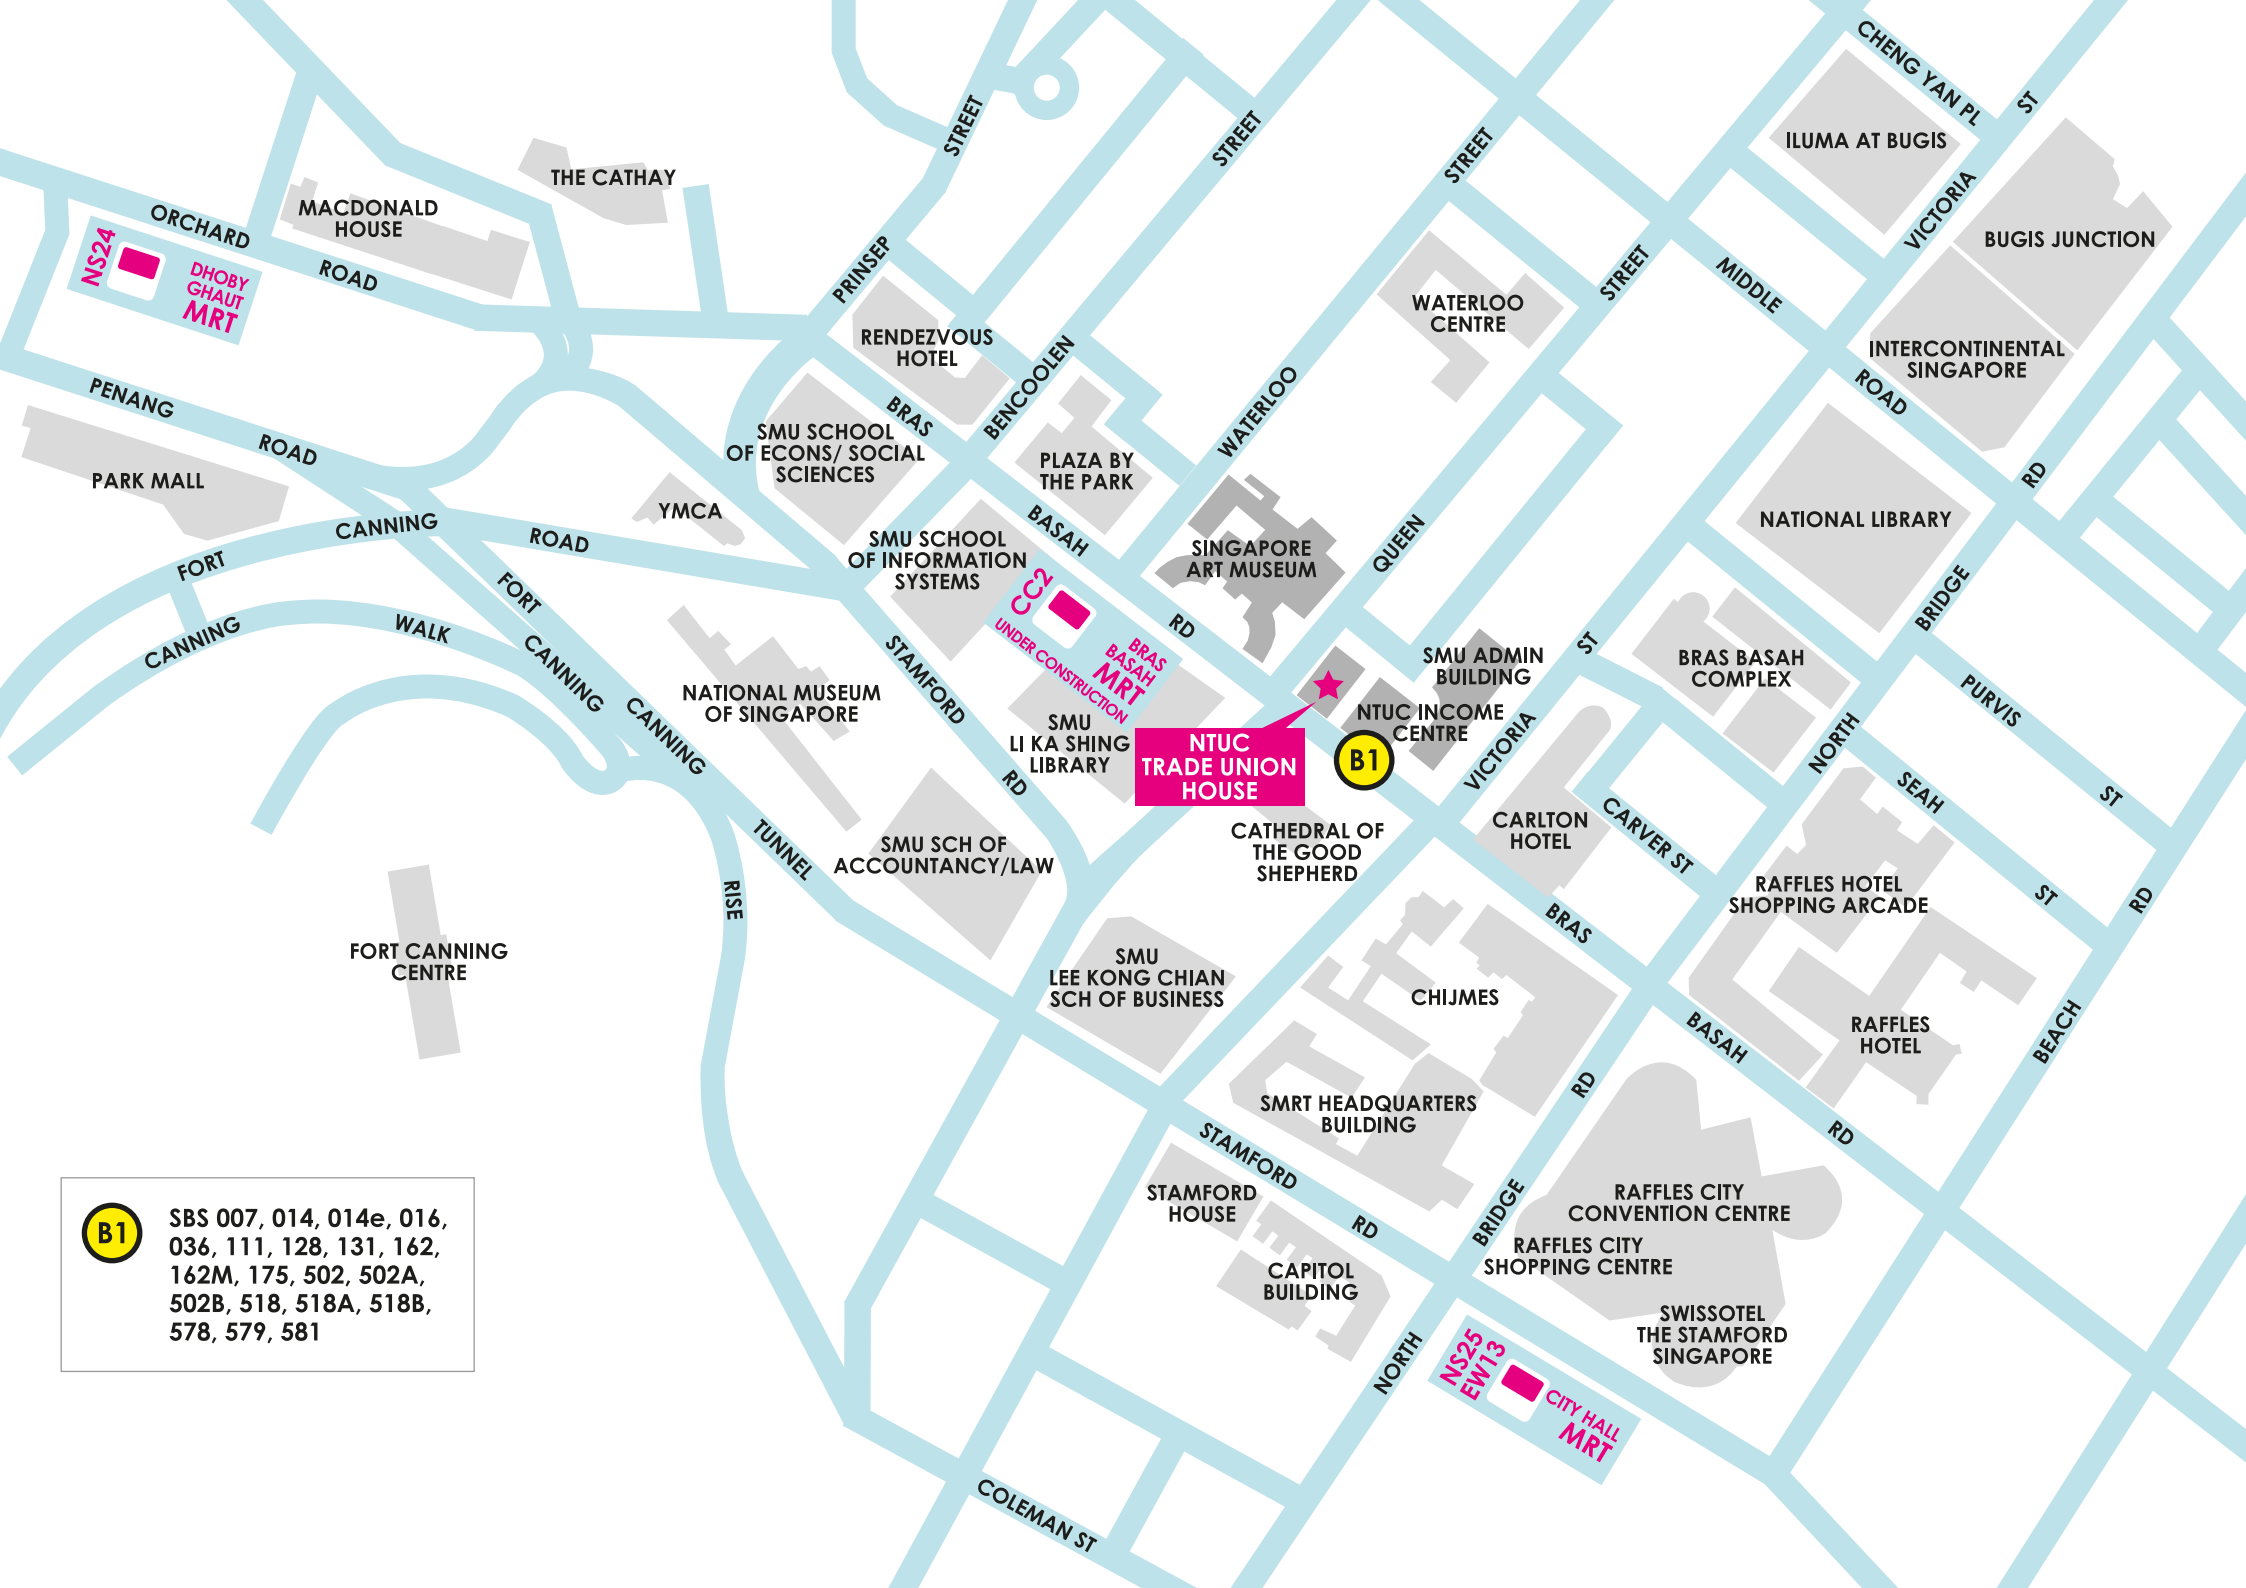 CHENG YAN PL
ST
STREET
STREET
STREET
ILUMA AT BUGIS
THE CATHAY
MACDONALD
HOUSE
ORCHARD
ROAD
VICTORIA
BUGIS JUNCTION
NS24
DHOBY
GHAUT
MRT
PRINSEP
STREET
MIDDLE
ROAD
WATERLOO
CENTRE
RENDEZVOUS
HOTEL
INTERCONTINENTAL
SINGAPORE
PENANG
ROAD
BENCOOLEN
WATERLOO
BRAS
BASAH
RD
SMU SCHOOL
OF ECONS/ SOCIAL
SCIENCES
PLAZA BY
THE PARK
PARK MALL
YMCA
RD
NATIONAL LIBRARY
FORT
CANNING
ROAD
SMU SCHOOL
OF INFORMATION
SYSTEMS
SINGAPORE
ART MUSEUM
QUEEN
CC2
BRAS
BASAH
MRT
UNDER CONSTRUCTION
BRIDGE
FORT
CANNING
CANNING
WALK
CANNING
TUNNEL
STAMFORD
RD
ST
SMU ADMIN
BUILDING
BRAS BASAH
COMPLEX
NATIONAL MUSEUM
OF SINGAPORE
SMU
LI KA SHING
LIBRARY
NTUC INCOME
CENTRE
PURVIS
ST
NTUC
TRADE UNION
HOUSE
B1
VICTORIA
NORTH
SEAH
ST
CARLTON
HOTEL
CARVER ST
CATHEDRAL OF
THE GOOD
SHEPHERD
SMU SCH OF
ACCOUNTANCY/LAW
RISE
RAFFLES HOTEL
SHOPPING ARCADE
RD
BRAS
BASAH
RD
FORT CANNING
CENTRE
SMU
LEE KONG CHIAN
SCH OF BUSINESS
CHIJMES
RAFFLES
HOTEL
BEACH
RD
SMRT HEADQUARTERS
BUILDING
STAMFORD
RD
STAMFORD
HOUSE
BRIDGE
RAFFLES CITY
CONVENTION CENTRE
RAFFLES CITY
SHOPPING CENTRE
CAPITOL
BUILDING
SWISSOTEL
THE STAMFORD
SINGAPORE
NORTH
NS25
EW13
CITY HALL
MRT
COLEMAN ST
B1
SBS 007, 014, 014e, 016,
036, 111, 128, 131, 162,
162M, 175, 502, 502A,
502B, 518, 518A, 518B,
578, 579, 581